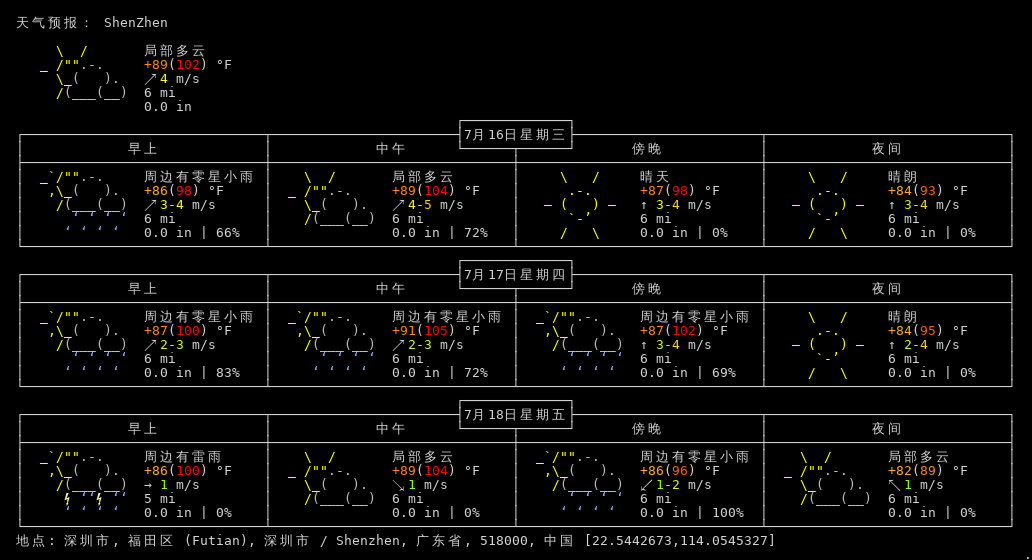 天气预报： ShenZhen
局部多云
+89(102) °F
↗4 m/s
6 mi
0.0 in
7月16日星期三
早上 中午 傍晚 夜间
周边有零星小雨 局部多云 晴天 晴朗
+86(98) °F +89(104) °F +87(98) °F +84(93) °F
↗3-4 m/s ↗4-5 m/s ↑ 3-4 m/s ↑ 3-4 m/s
6 mi 6 mi 6 mi 6 mi
0.0 in | 66% 0.0 in | 72% 0.0 in | 0% 0.0 in | 0%
7月17日星期四
早上 中午 傍晚 夜间
周边有零星小雨 周边有零星小雨 周边有零星小雨 晴朗
+87(100) °F +91(105) °F +87(102) °F +84(95) °F
↗2-3 m/s ↗2-3 m/s ↑ 3-4 m/s ↑ 2-4 m/s
6 mi 6 mi 6 mi 6 mi
0.0 in | 83% 0.0 in | 72% 0.0 in | 69% 0.0 in | 0%
7月18日星期五
早上 中午 傍晚 夜间
周边有雷雨 局部多云 周边有零星小雨 局部多云
+86(100) °F +89(104) °F +86(96) °F +82(89) °F
→ 1 m/s ↘1 m/s ↙1-2 m/s ↖1 m/s
5 mi 6 mi 6 mi 6 mi
0.0 in | 0% 0.0 in | 0% 0.0 in | 100% 0.0 in | 0%
地点: 深圳市, 福田区 (Futian), 深圳市 / Shenzhen, 广东省, 518000, 中国 [22.5442673,114.0545327]